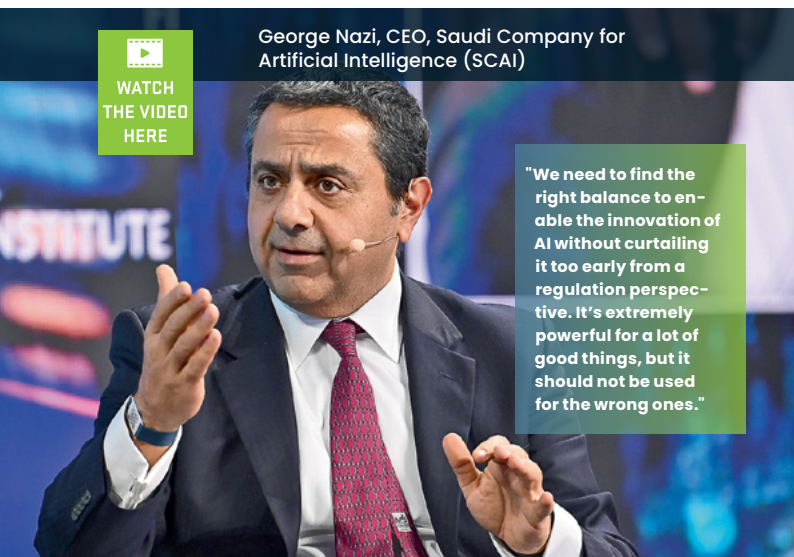 George Nazi, CEO, Saudi Company for
Artificial Intelligence (SCAI)
WATCH
THE VIDEO
HERE
"We need to find the
right balance to en-
able the innovation of
AI without curtailing
it too early from a
regulation perspec-
tive. It's extremely
powerful for a lot of
good things, but it
should not be used
for the wrong ones."
NSTITUTE